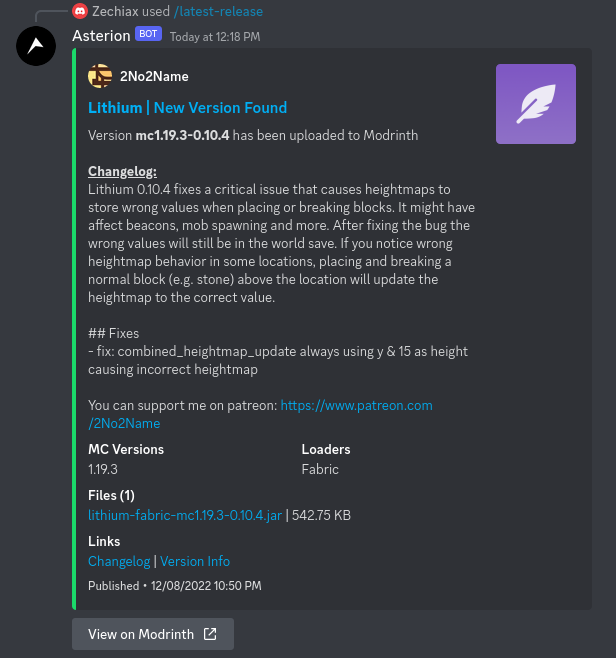 Zechiax used /latest-release
Asterion BOT Today at 12:18 PM
2No2Name
Lithium | New Version Found
Version mc1.19.3-0.10.4 has been uploaded to Modrinth
Changelog:
Lithium 0.10.4 fixes a critical issue that causes heightmaps to
store wrong values when placing or breaking blocks. It might have
affect beacons, mob spawning and more. After fixing the bug the
wrong values will still be in the world save. If you notice wrong
heightmap behavior in some locations, placing and breaking a
normal block (e.g. stone) above the location will update the
heightmap to the correct value.
## Fixes
- fix: combined_heightmap_update always using y & 15 as height
causing incorrect heightmap
You can support me on patreon: https://www.patreon.com
/2No2Name
MC Versions Loaders
1.19.3 Fabric
Files (1)
lithium-fabric-mc1.19.3-0.10.4.jar | 542.75 KB
Links
Changelog | Version Info
Published • 12/08/2022 10:50 PM
View on Modrinth